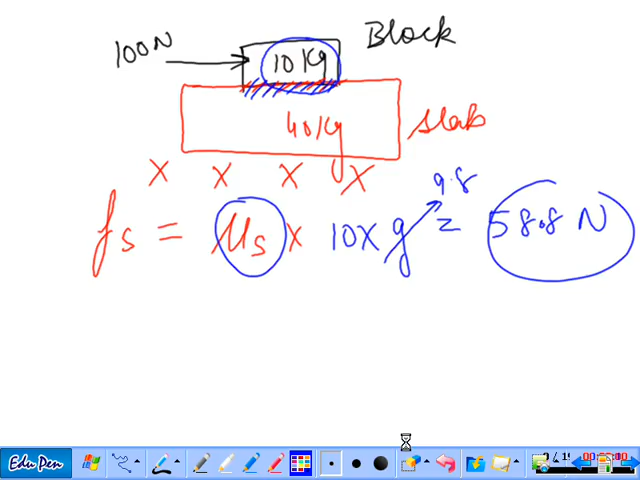 100N
Block
10 Kg
40 Kg
slab
x x x x
fs = μs x 10 x g = 58.8 N
9.8
Edu Pen